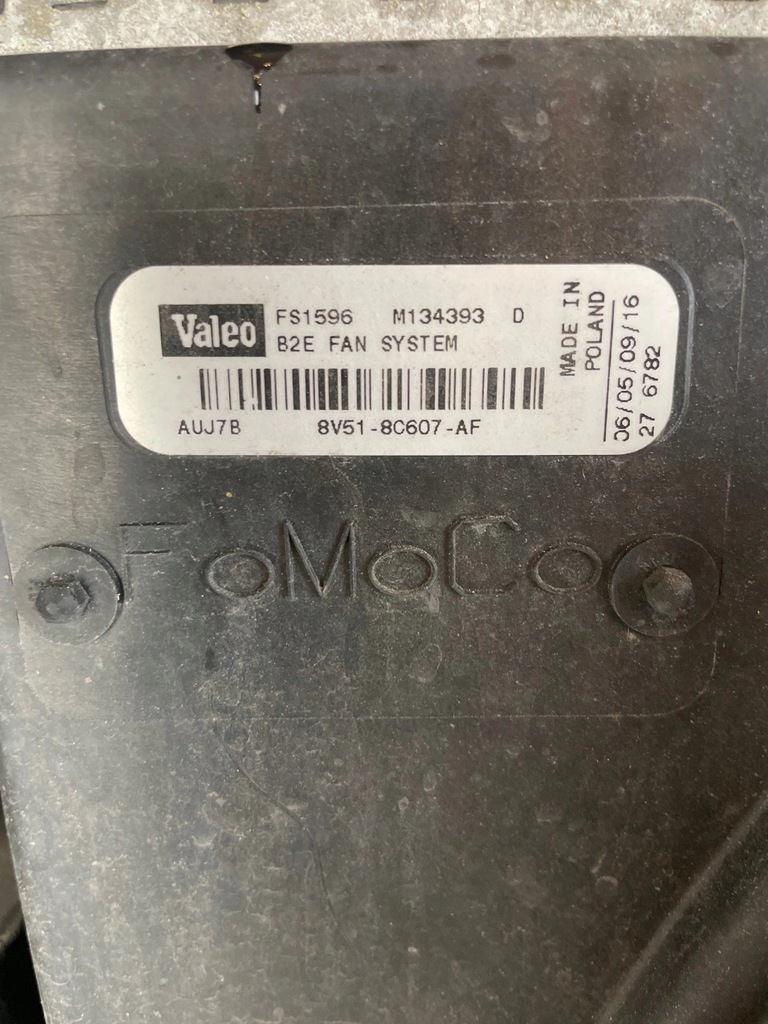 Valeo
FS1596 M134393 D
B2E FAN SYSTEM
AUJ7B 8V51-8C607-AF
MADE IN
POLAND
06/05/09/16
27 6782
FoMoCo